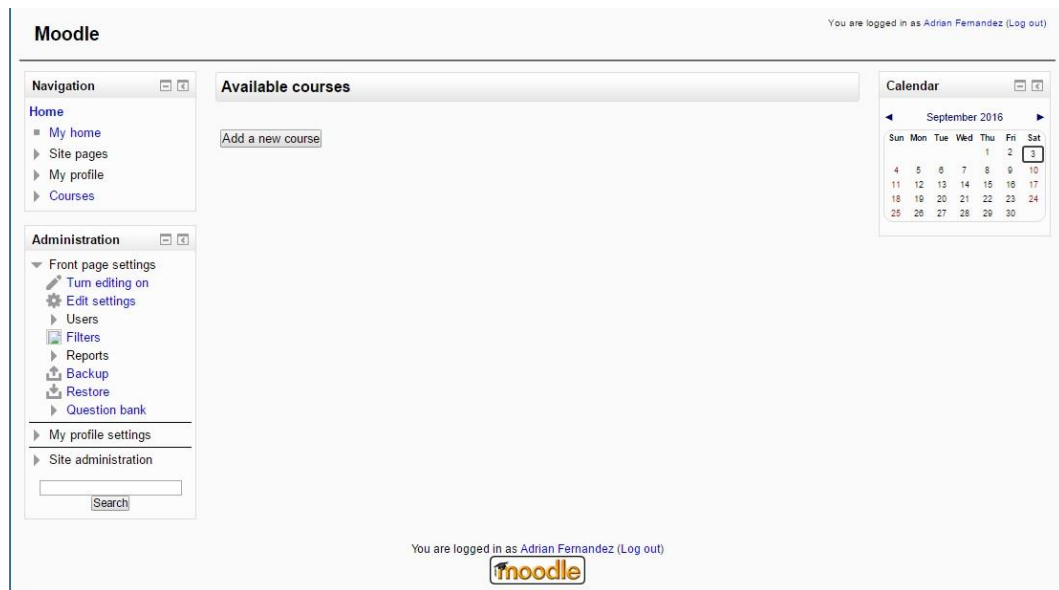 Moodle
You are logged in as Adrian Fernandez (Log out)
Navigation
Home
My home
Site pages
My profile
Courses
Administration
Front page settings
Turn editing on
Edit settings
Users
Filters
Reports
Backup
Restore
Question bank
My profile settings
Site administration
Search
Available courses
Add a new course
Calendar
September 2016
Sun Mon Tue Wed Thu Fri Sat
1 2 3
4 5 6 7 8 9 10
11 12 13 14 15 16 17
18 19 20 21 22 23 24
25 26 27 28 29 30
You are logged in as Adrian Fernandez (Log out)
moodle